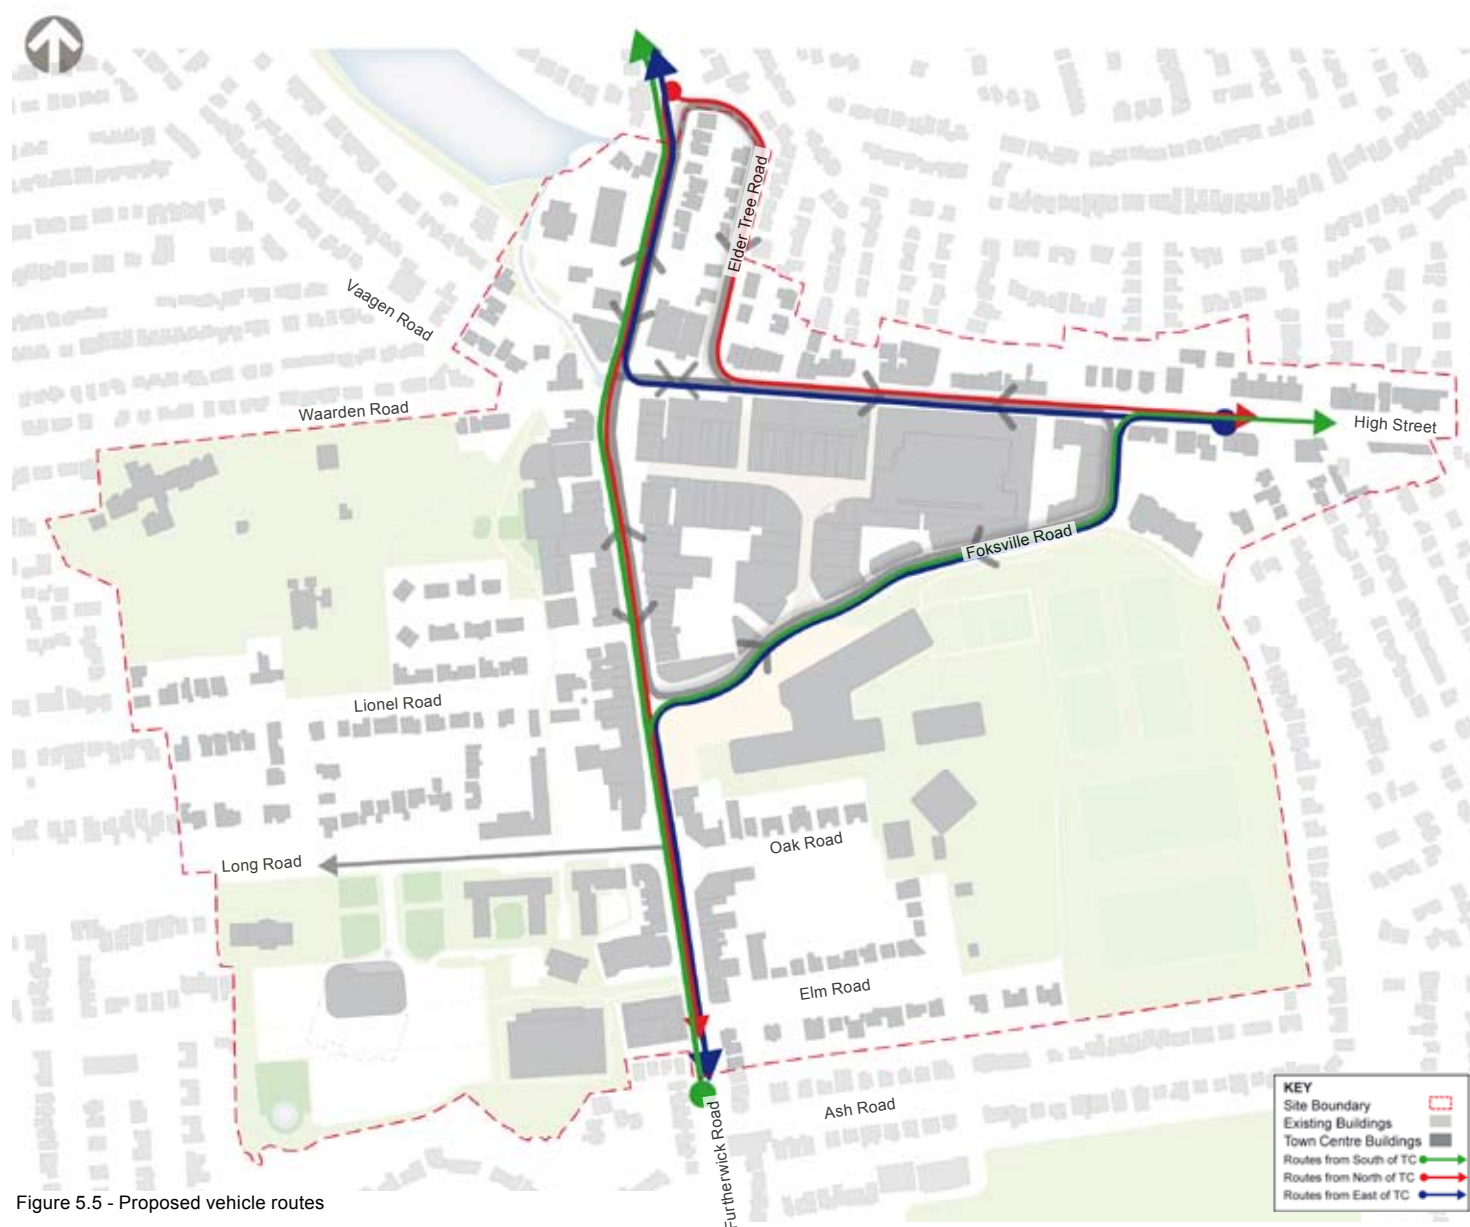 Elder Tree Road
Vaagen Road
Waarden Road
High Street
Foksville Road
Lionel Road
Oak Road
Long Road
Elm Road
Ash Road
Furtherwick Road
KEY
Site Boundary
Existing Buildings
Town Centre Buildings
Routes from South of TC
Routes from North of TC
Routes from East of TC
Figure 5.5 - Proposed vehicle routes